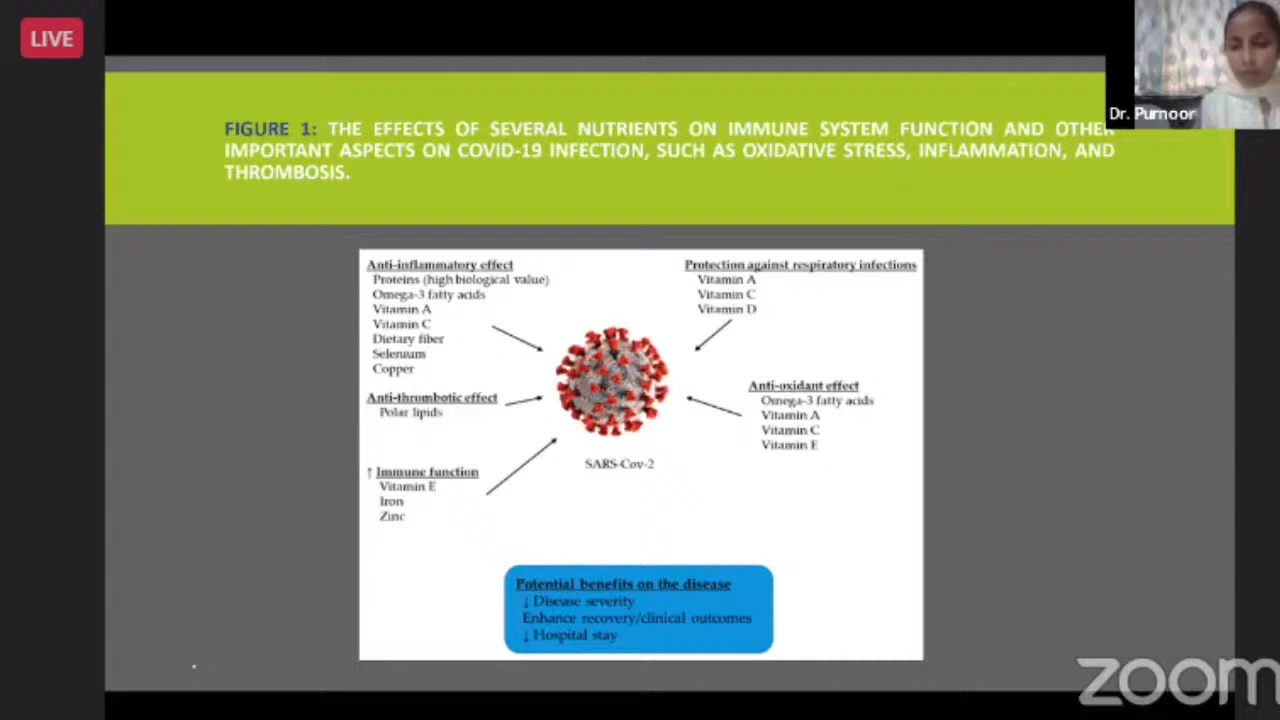 LIVE
Dr. Purnoor
FIGURE 1: THE EFFECTS OF SEVERAL NUTRIENTS ON IMMUNE SYSTEM FUNCTION AND OTHER
IMPORTANT ASPECTS ON COVID-19 INFECTION, SUCH AS OXIDATIVE STRESS, INFLAMMATION, AND
THROMBOSIS.
Anti-inflammatory effect
Proteins (high biological value)
Omega-3 fatty acids
Vitamin A
Vitamin C
Dietary fiber
Selenium
Copper
Anti-thrombotic effect
Polar lipids
↑ Immune function
Vitamin E
Iron
Zinc
Protection against respiratory infections
Vitamin A
Vitamin C
Vitamin D
Anti-oxidant effect
Omega-3 fatty acids
Vitamin A
Vitamin C
Vitamin E
SARS-Cov-2
Potential benefits on the disease
↓ Disease severity
Enhance recovery/clinical outcomes
↓ Hospital stay
zoom